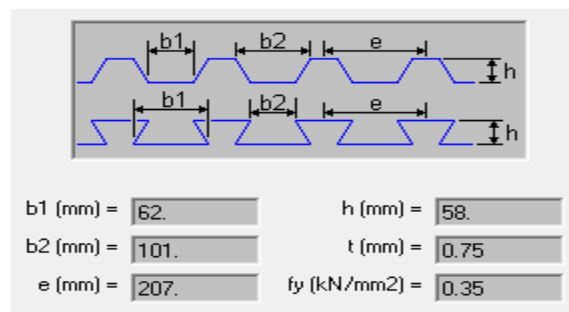 b1 b2 e
h
b1 b2 e
h
b1 (mm) = 62. h (mm) = 58.
b2 (mm) = 101. t (mm) = 0.75
e (mm) = 207. fy (kN/mm2) = 0.35